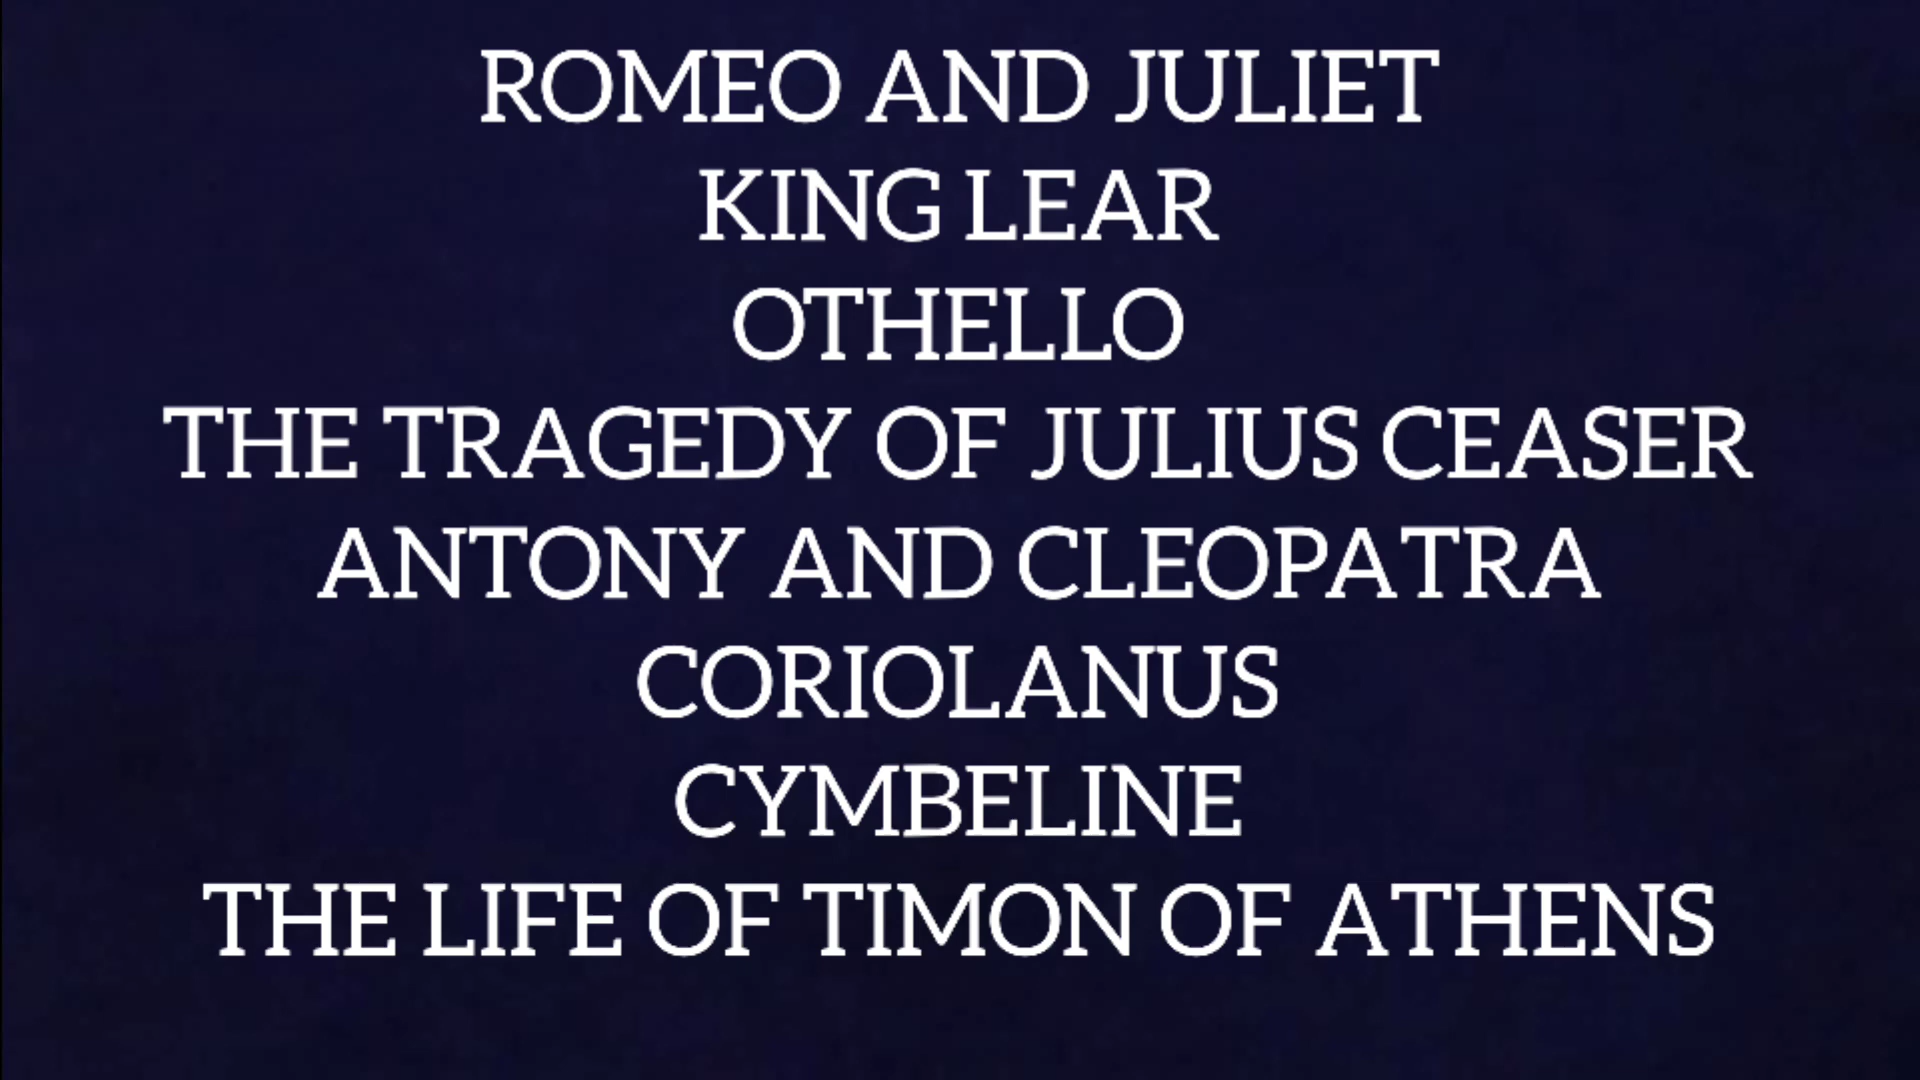 ROMEO AND JULIET
KING LEAR
OTHELLO
THE TRAGEDY OF JULIUS CEASER
ANTONY AND CLEOPATRA
CORIOLANUS
CYMBELINE
THE LIFE OF TIMON OF ATHENS